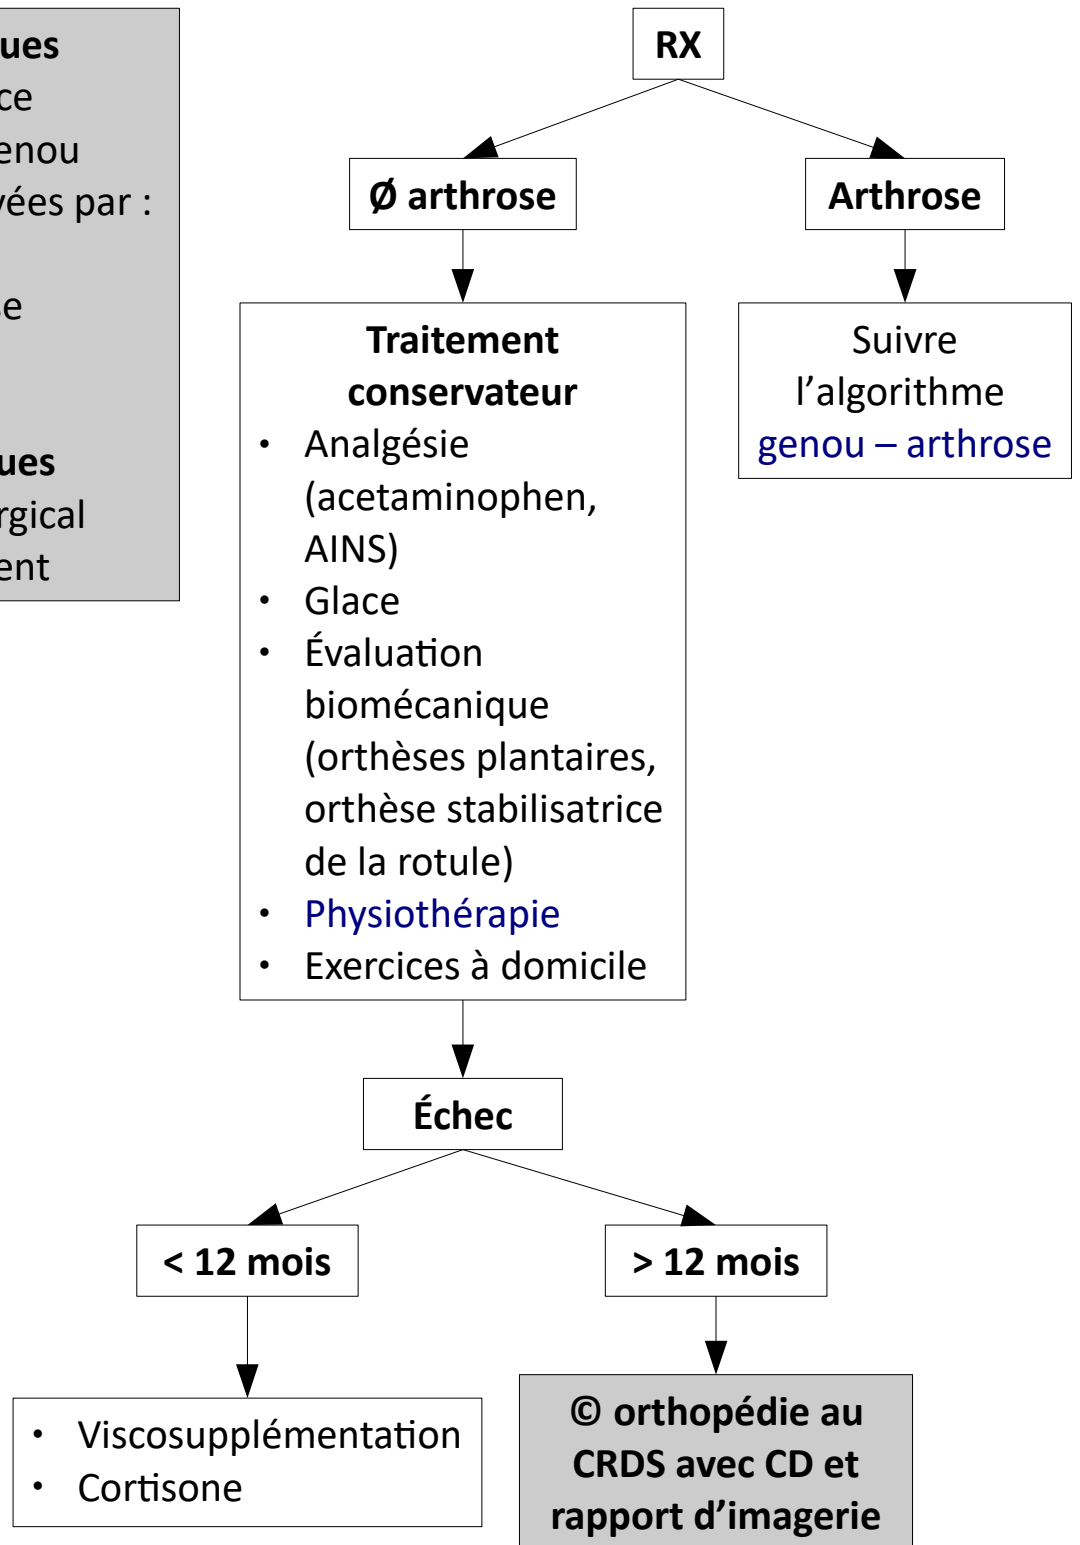 ues
ce
enou
vées par :
se
ues
rgical
ent
RX
Ø arthrose
Arthrose
Traitement
conservateur
• Analgésie
(acetaminophen,
AINS)
• Glace
• Évaluation
biomécanique
(orthèses plantaires,
orthèse stabilisatrice
de la rotule)
• Physiothérapie
• Exercices à domicile
Suivre
l’algorithme
genou – arthrose
Échec
< 12 mois
> 12 mois
• Viscosupplémentation
• Cortisone
© orthopédie au
CRDS avec CD et
rapport d’imagerie